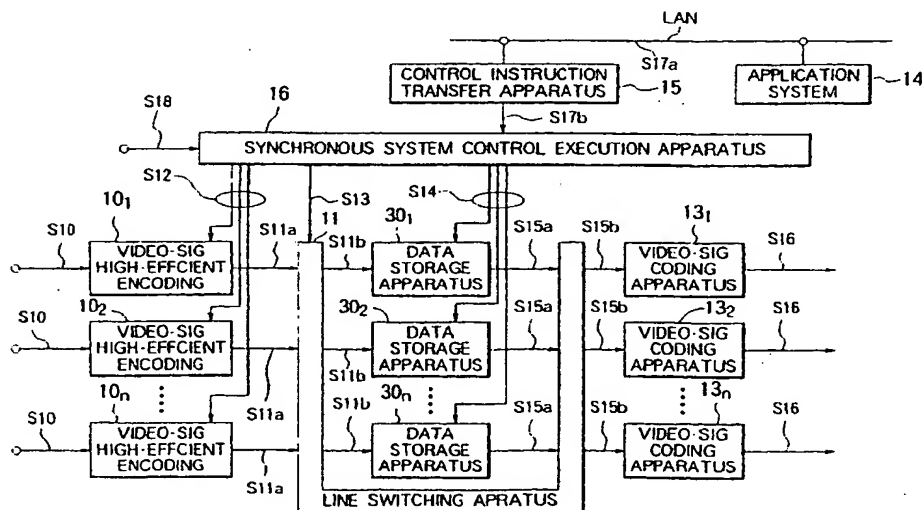 LAN
S17a
CONTROL INSTRUCTION
TRANSFER APPARATUS
15
APPLICATION
SYSTEM
14
S17b
16
S18
SYNCHRONOUS SYSTEM CONTROL EXECUTION APPARATUS
S12
S13
S14
S10
10₁
VIDEO-SIG
HIGH-EFFCIENT
ENCODING
S11a
11
S11b
30₁
DATA
STORAGE
APPARATUS
S15a
S15b
13₁
VIDEO-SIG
CODING
APPARATUS
S16
S10
10₂
VIDEO-SIG
HIGH-EFFCIENT
ENCODING
S11a
S11b
30₂
DATA
STORAGE
APPARATUS
S15a
S15b
13₂
VIDEO-SIG
CODING
APPARATUS
S16
S10
10n
VIDEO-SIG
HIGH-EFFCIENT
ENCODING
S11a
S11b
30n
DATA
STORAGE
APPARATUS
S15a
S15b
13n
VIDEO-SIG
CODING
APPARATUS
S16
LINE SWITCHING APRATUS